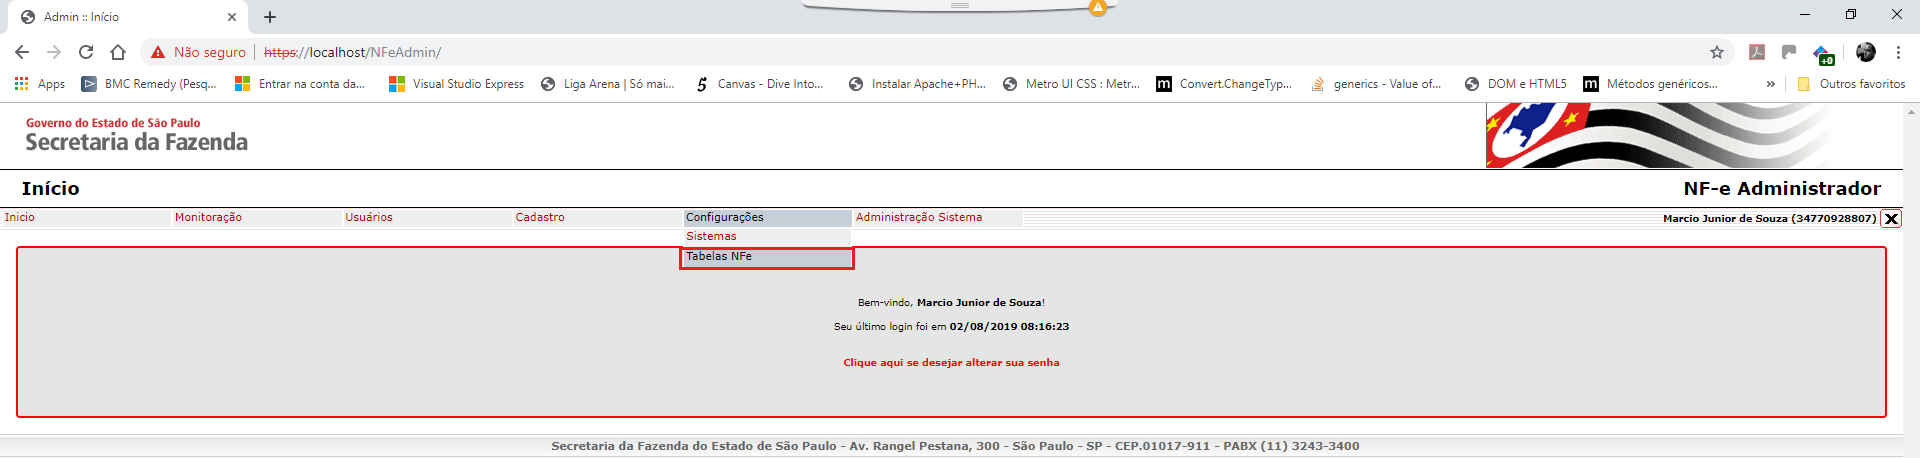 Admin :: Início
Não seguro https://localhost/NFeAdmin/
+0
Apps BMC Remedy (Pesq... Entrar na conta da... Visual Studio Express Liga Arena | Só mai... 5 Canvas - Dive Into... Instalar Apache+PH... Metro UI CSS : Metr... m Convert.ChangeTyp... generics - Value of... DOM e HTML5 m Métodos genéricos... » Outros favoritos
Governo do Estado de São Paulo
Secretaria da Fazenda
Início NF-e Administrador
Inicio Monitoração Usuários Cadastro Configurações Administração Sistema Marcio Junior de Souza (34770928807) X
Sistemas
Tabelas NFe
Bem-vindo, Marcio Junior de Souza!
Seu último login foi em 02/08/2019 08:16:23
Clique aqui se desejar alterar sua senha
Secretaria da Fazenda do Estado de São Paulo - Av. Rangel Pestana, 300 - São Paulo - SP - CEP.01017-911 - PABX (11) 3243-3400